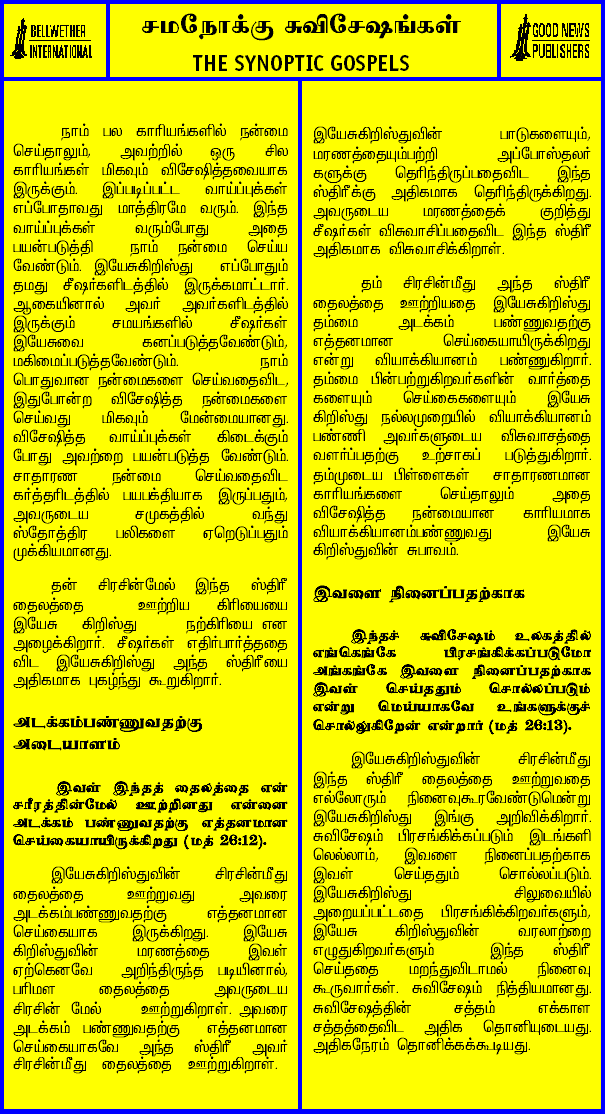 BELLWETHER
INTERNATIONAL
சமநோக்கு சுவிசேஷங்கள்
THE SYNOPTIC GOSPELS
GOOD NEWS
PUBLISHERS
நாம் பல காரியங்களில் நன்மை
செய்தாலும், அவற்றில் ஒரு சில
காரியங்கள் மிகவும் விசேஷித்தவையாக
இருக்கும். இப்படிப்பட்ட வாய்ப்புக்கள்
எப்போதாவது மாத்திரமே வரும். இந்த
வாய்ப்புக்கள் வரும்போது அதை
பயன்படுத்தி நாம் நன்மை செய்ய
வேண்டும். இயேசுகிறிஸ்து எப்போதும்
தமது சீஷர்களிடத்தில் இருக்கமாட்டார்.
ஆகையினால் அவர் அவர்களிடத்தில்
இருக்கும் சமயங்களில் சீஷர்கள்
இயேசுவை கனப்படுத்தவேண்டும்,
மகிமைப்படுத்தவேண்டும். நாம்
பொதுவான நன்மைகளை செய்வதைவிட,
இதுபோன்ற விசேஷித்த நன்மைகளை
செய்வது மிகவும் மேன்மையானது.
விசேஷித்த வாய்ப்புக்கள் கிடைக்கும்
போது அவற்றை பயன்படுத்த வேண்டும்.
சாதாரண நன்மை செய்வதைவிட
கர்த்தரிடத்தில் பயபக்தியாக இருப்பதும்,
அவருடைய சமுகத்தில் வந்து
ஸ்தோத்திர பலிகளை ஏறெடுப்பதும்
முக்கியமானது.
தன் சிரசின்மேல் இந்த ஸ்திரீ
தைலத்தை ஊற்றிய கிரியையை
இயேசு கிறிஸ்து நற்கிரியை என
அழைக்கிறார். சீஷர்கள் எதிர்பார்த்ததை
விட இயேசுகிறிஸ்து அந்த ஸ்திரீயை
அதிகமாக புகழ்ந்து கூறுகிறார்.
அடக்கம்பண்ணுவதற்கு
அடையாளம்
இவள் இந்தத் தைலத்தை என்
சரீரத்தின்மேல் ஊற்றினது என்னை
அடக்கம் பண்ணுவதற்கு எத்தனமான
செய்கையாயிருக்கிறது (மத் 26:12).
இயேசுகிறிஸ்துவின் சிரசின்மீது
தைலத்தை ஊற்றுவது அவரை
அடக்கம்பண்ணுவதற்கு எத்தனமான
செய்கையாக இருக்கிறது. இயேசு
கிறிஸ்துவின் மரணத்தை இவள்
ஏற்கெனவே அறிந்திருந்த படியினால்,
பரிமள தைலத்தை அவருடைய
சிரசின் மேல் ஊற்றுகிறாள். அவரை
அடக்கம் பண்ணுவதற்கு எத்தனமான
செய்கையாகவே அந்த ஸ்திரீ அவர்
சிரசின்மீது தைலத்தை ஊற்றுகிறாள்.
இயேசுகிறிஸ்துவின் பாடுகளையும்,
மரணத்தையும்பற்றி அப்போஸ்தலர்
களுக்கு தெரிந்திருப்பதைவிட இந்த
ஸ்திரீக்கு அதிகமாக தெரிந்திருக்கிறது.
அவருடைய மரணத்தைக் குறித்து
சீஷர்கள் விசுவாசிப்பதைவிட இந்த ஸ்திரீ
அதிகமாக விசுவாசிக்கிறாள்.
தம் சிரசின்மீது அந்த ஸ்திரீ
தைலத்தை ஊற்றியதை இயேசுகிறிஸ்து
தம்மை அடக்கம் பண்ணுவதற்கு
எத்தனமான செய்கையாயிருக்கிறது
என்று வியாக்கியானம் பண்ணுகிறார்.
தம்மை பின்பற்றுகிறவர்களின் வார்த்தை
களையும் செய்கைகளையும் இயேசு
கிறிஸ்து நல்லமுறையில் வியாக்கியானம்
பண்ணி அவர்களுடைய விசுவாசத்தை
வளர்ப்பதற்கு உற்சாகப் படுத்துகிறார்.
தம்முடைய பிள்ளைகள் சாதாரணமான
காரியங்களை செய்தாலும் அதை
விசேஷித்த நன்மையான காரியமாக
வியாக்கியானம்பண்ணுவது இயேசு
கிறிஸ்துவின் சுபாவம்.
இவளை நினைப்பதற்காக
இந்தச் சுவிசேஷம் உலகத்தில்
எங்கெங்கே பிரசங்கிக்கப்படுமோ
அங்கங்கே இவளை நினைப்பதற்காக
இவள் செய்ததும் சொல்லப்படும்
என்று மெய்யாகவே உங்களுக்குச்
சொல்லுகிறேன் என்றார் (மத் 26:13).
இயேசுகிறிஸ்துவின் சிரசின்மீது
இந்த ஸ்திரீ தைலத்தை ஊற்றுவதை
எல்லோரும் நினைவுகூரவேண்டுமென்று
இயேசுகிறிஸ்து இங்கு அறிவிக்கிறார்.
சுவிசேஷம் பிரசங்கிக்கப்படும் இடங்களி
லெல்லாம், இவளை நினைப்பதற்காக
இவள் செய்ததும் சொல்லப்படும்.
இயேசுகிறிஸ்து சிலுவையில்
அறையப்பட்டதை பிரசங்கிக்கிறவர்களும்,
இயேசு கிறிஸ்துவின் வரலாற்றை
எழுதுகிறவர்களும் இந்த ஸ்திரீ
செய்ததை மறந்துவிடாமல் நினைவு
கூருவார்கள். சுவிசேஷம் நித்தியமானது.
சுவிசேஷத்தின் சத்தம் எக்காள
சத்தத்தைவிட அதிக தொனியுடையது.
அதிகநேரம் தொனிக்கக்கூடியது.